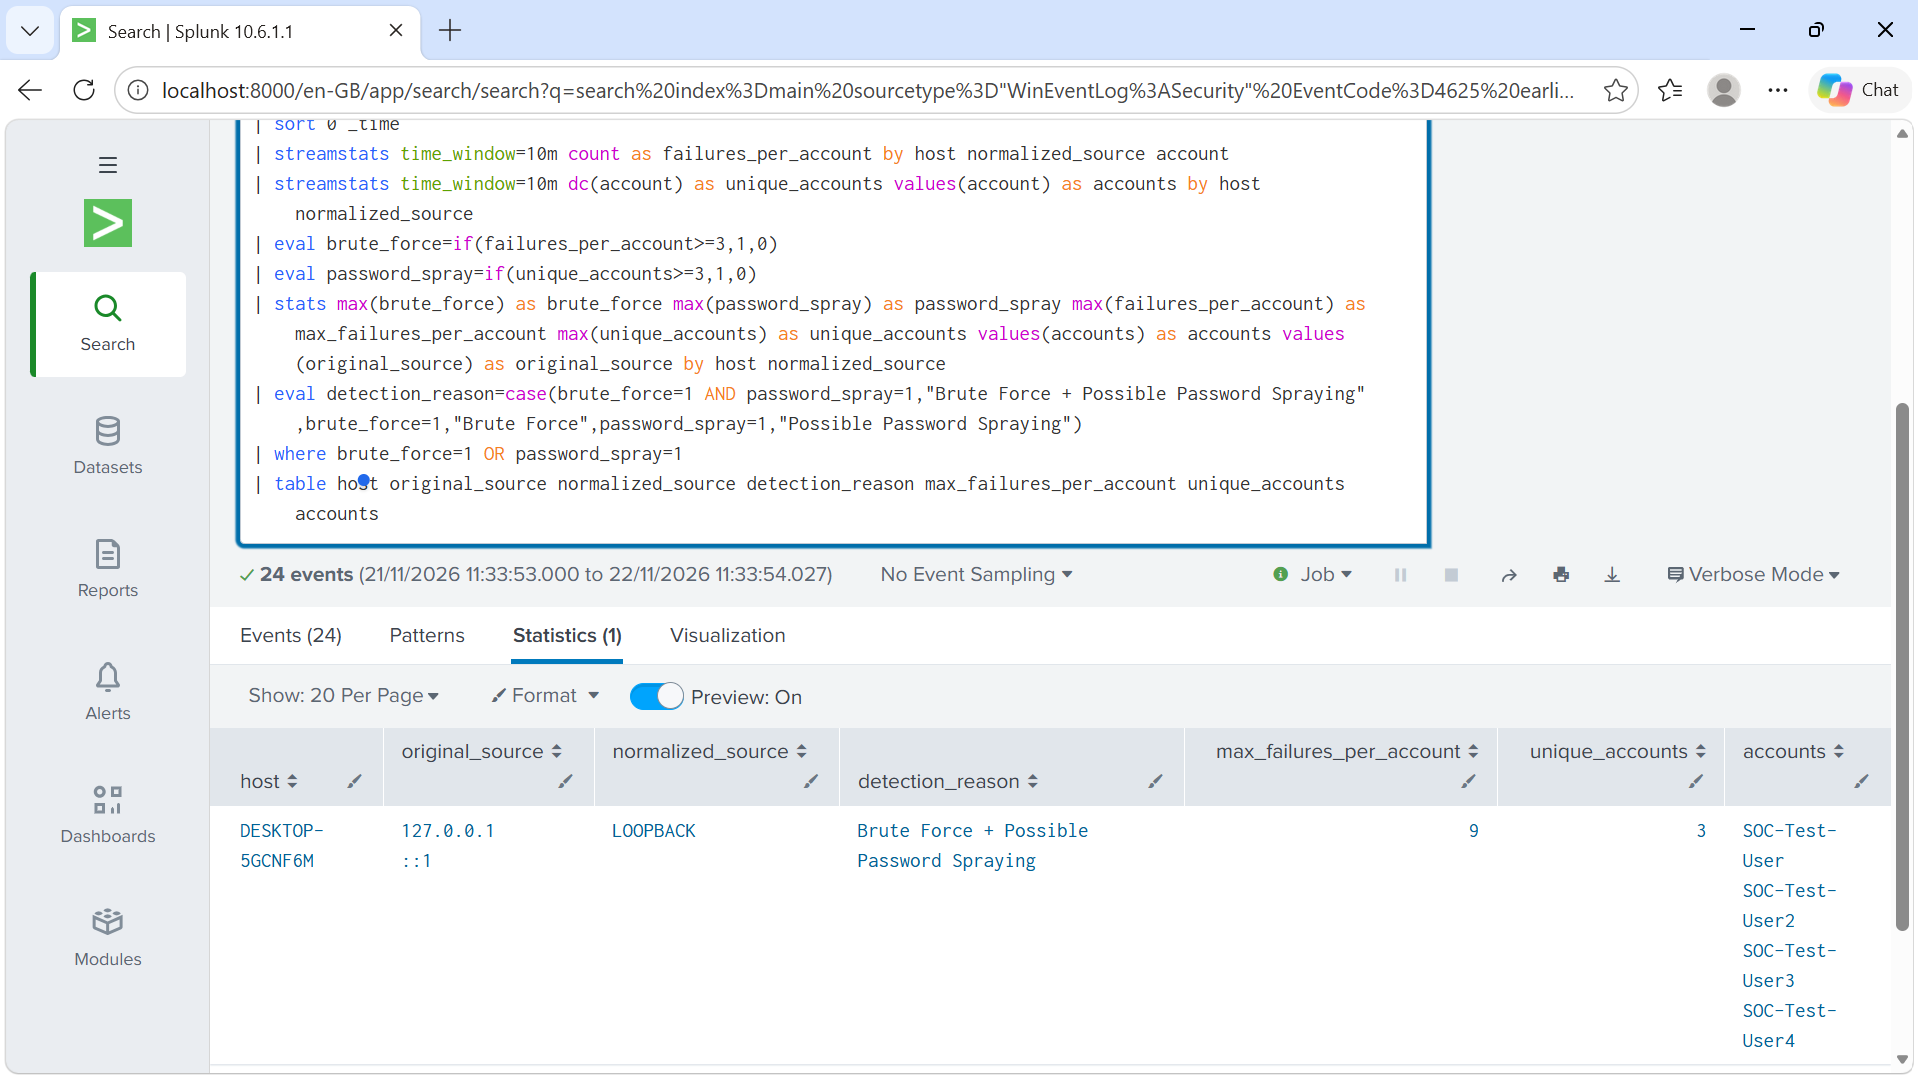 Search | Splunk 10.6.1.1
localhost:8000/en-GB/app/search/search?q=search%20index%3Dmain%20sourcetype%3D"WinEventLog%3ASecurity"%20EventCode%3D4625%20earli...
Chat
| sort 0 _time
| streamstats time_window=10m count as failures_per_account by host normalized_source account
| streamstats time_window=10m dc(account) as unique_accounts values(account) as accounts by host
normalized_source
| eval brute_force=if(failures_per_account>=3,1,0)
| eval password_spray=if(unique_accounts>=3,1,0)
| stats max(brute_force) as brute_force max(password_spray) as password_spray max(failures_per_account) as
max_failures_per_account max(unique_accounts) as unique_accounts values(accounts) as accounts values
(original_source) as original_source by host normalized_source
| eval detection_reason=case(brute_force=1 AND password_spray=1,"Brute Force + Possible Password Spraying"
,brute_force=1,"Brute Force",password_spray=1,"Possible Password Spraying")
| where brute_force=1 OR password_spray=1
| table host original_source normalized_source detection_reason max_failures_per_account unique_accounts
accounts
Search
Datasets
Reports
Alerts
Dashboards
Modules
24 events (21/11/2026 11:33:53.000 to 22/11/2026 11:33:54.027)
No Event Sampling
Job
Verbose Mode
Events (24)
Patterns
Statistics (1)
Visualization
Show: 20 Per Page
Format
Preview: On
host
original_source
normalized_source
detection_reason
max_failures_per_account
unique_accounts
accounts
DESKTOP-
5GCNF6M
127.0.0.1
::1
LOOPBACK
Brute Force + Possible
Password Spraying
9
3
SOC-Test-
User
SOC-Test-
User2
SOC-Test-
User3
SOC-Test-
User4